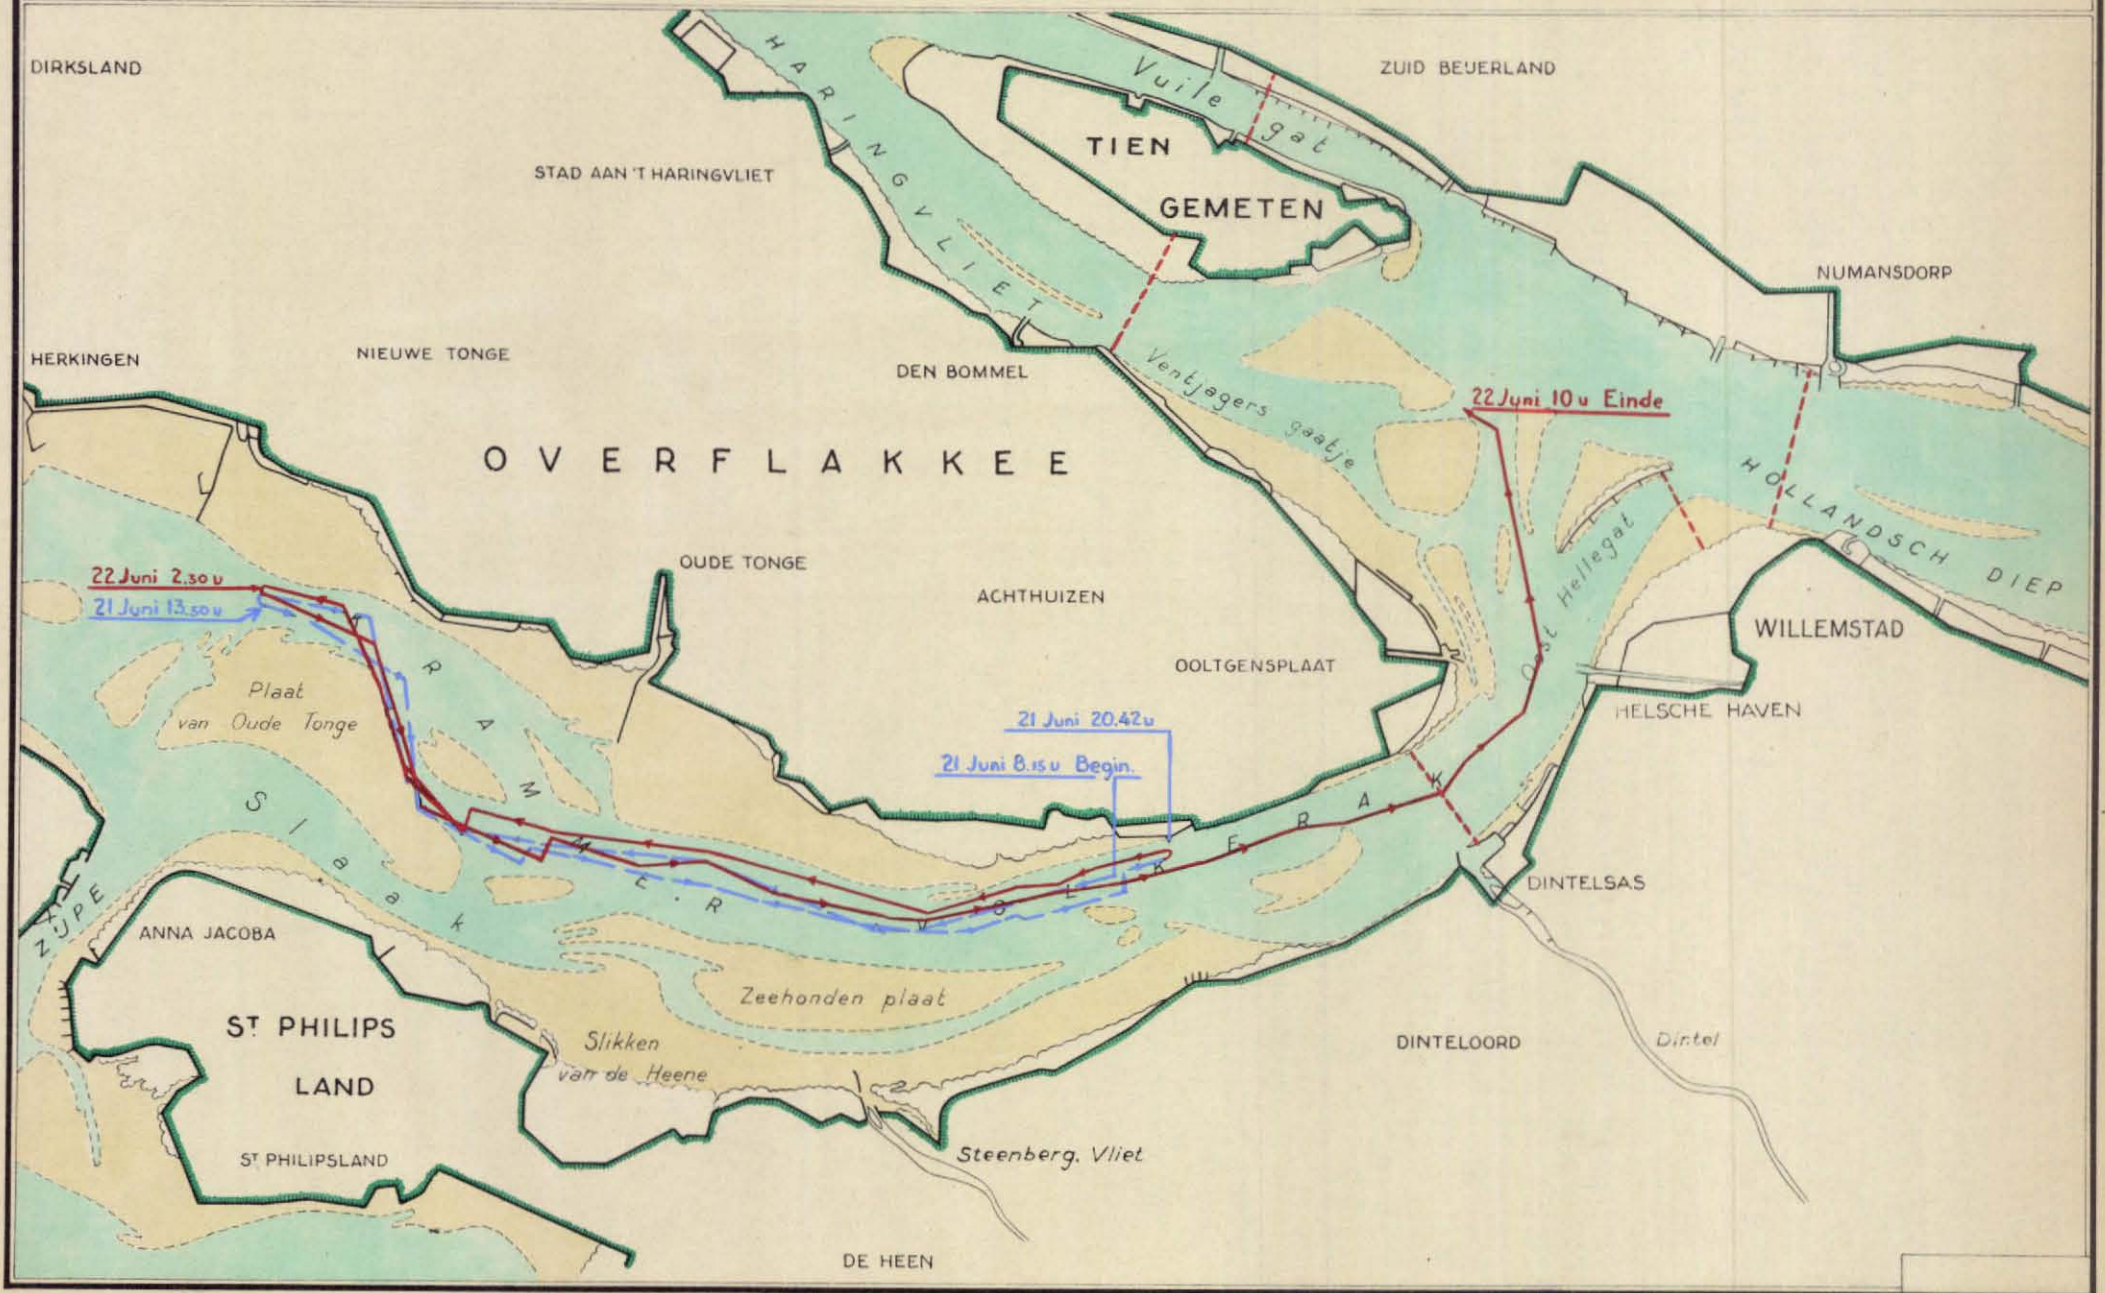 DIRKSLAND
HARINGVLIET
Vuile
gat
ZUID BEIJERLAND
TIEN
GEMETEN
STAD AAN 'T HARINGVLIET
NUMANSDORP
HERKINGEN
NIEUWE TONGE
DEN BOMMEL
Ventjagers gaatje
22 Juni 10 u Einde
OVERFLAKKEE
HOLLANDSCH DIEP
Hellegat
Oost
OUDE TONGE
ACHTHUIZEN
22 Juni 2.30 u
21 Juni 13.30 u
WILLEMSTAD
OOLTGENSPLAAT
Plaat
van Oude Tonge
HELSCHE HAVEN
21 Juni 20.42 u
21 Juni 8.15 u Begin.
KRAMMER
VOLKERAK
Slaak
DINTELSAS
ZIJPE
ANNA JACOBA
Zeehonden plaat
ST PHILIPS
LAND
Slikken
van de Heene
DINTELOORD
Dintel
ST PHILIPSLAND
Steenberg. Vliet
DE HEEN